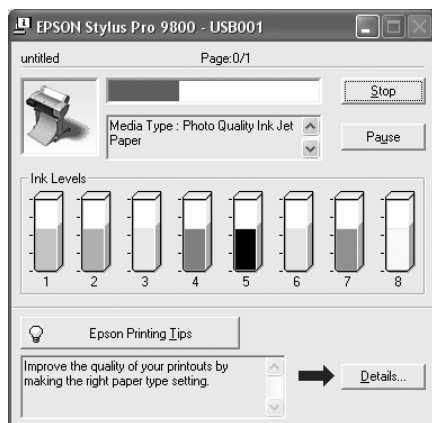 EPSON Stylus Pro 9800 - USB001
untitled Page:0/1
Stop
Media Type : Photo Quality Ink Jet
Paper
Pause
Ink Levels
1 2 3 4 5 6 7 8
Epson Printing Tips
Improve the quality of your printouts by
making the right paper type setting.
Details...